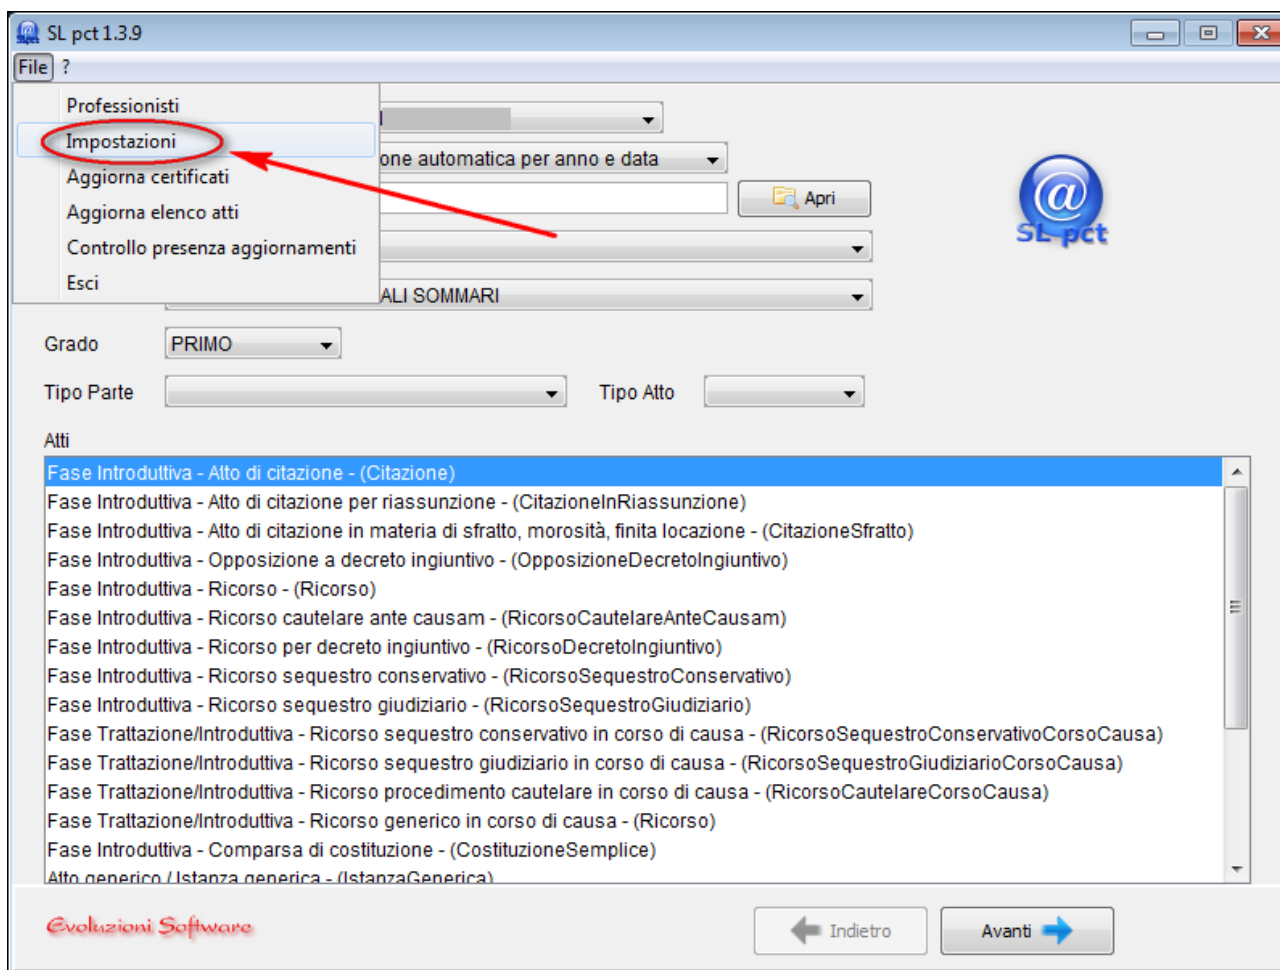 SL pct 1.3.9
File ?
Professionisti
Impostazioni
one automatica per anno e data
Aggiorna certificati
Apri
Aggiorna elenco atti
@
SL pct
Controllo presenza aggiornamenti
Esci
ALI SOMMARI
Grado PRIMO
Tipo Parte Tipo Atto
Atti
Fase Introduttiva - Atto di citazione - (Citazione)
Fase Introduttiva - Atto di citazione per riassunzione - (CitazioneInRiassunzione)
Fase Introduttiva - Atto di citazione in materia di sfratto, morosità, finita locazione - (CitazioneSfratto)
Fase Introduttiva - Opposizione a decreto ingiuntivo - (OpposizioneDecretoIngiuntivo)
Fase Introduttiva - Ricorso - (Ricorso)
Fase Introduttiva - Ricorso cautelare ante causam - (RicorsoCautelareAnteCausam)
Fase Introduttiva - Ricorso per decreto ingiuntivo - (RicorsoDecretoIngiuntivo)
Fase Introduttiva - Ricorso sequestro conservativo - (RicorsoSequestroConservativo)
Fase Introduttiva - Ricorso sequestro giudiziario - (RicorsoSequestroGiudiziario)
Fase Trattazione/Introduttiva - Ricorso sequestro conservativo in corso di causa - (RicorsoSequestroConservativoCorsoCausa)
Fase Trattazione/Introduttiva - Ricorso sequestro giudiziario in corso di causa - (RicorsoSequestroGiudiziarioCorsoCausa)
Fase Trattazione/Introduttiva - Ricorso procedimento cautelare in corso di causa - (RicorsoCautelareCorsoCausa)
Fase Trattazione/Introduttiva - Ricorso generico in corso di causa - (Ricorso)
Fase Introduttiva - Comparsa di costituzione - (CostituzioneSemplice)
Atto generico / Istanza generica - (IstanzaGenerica)
Evoluzioni Software
Indietro
Avanti